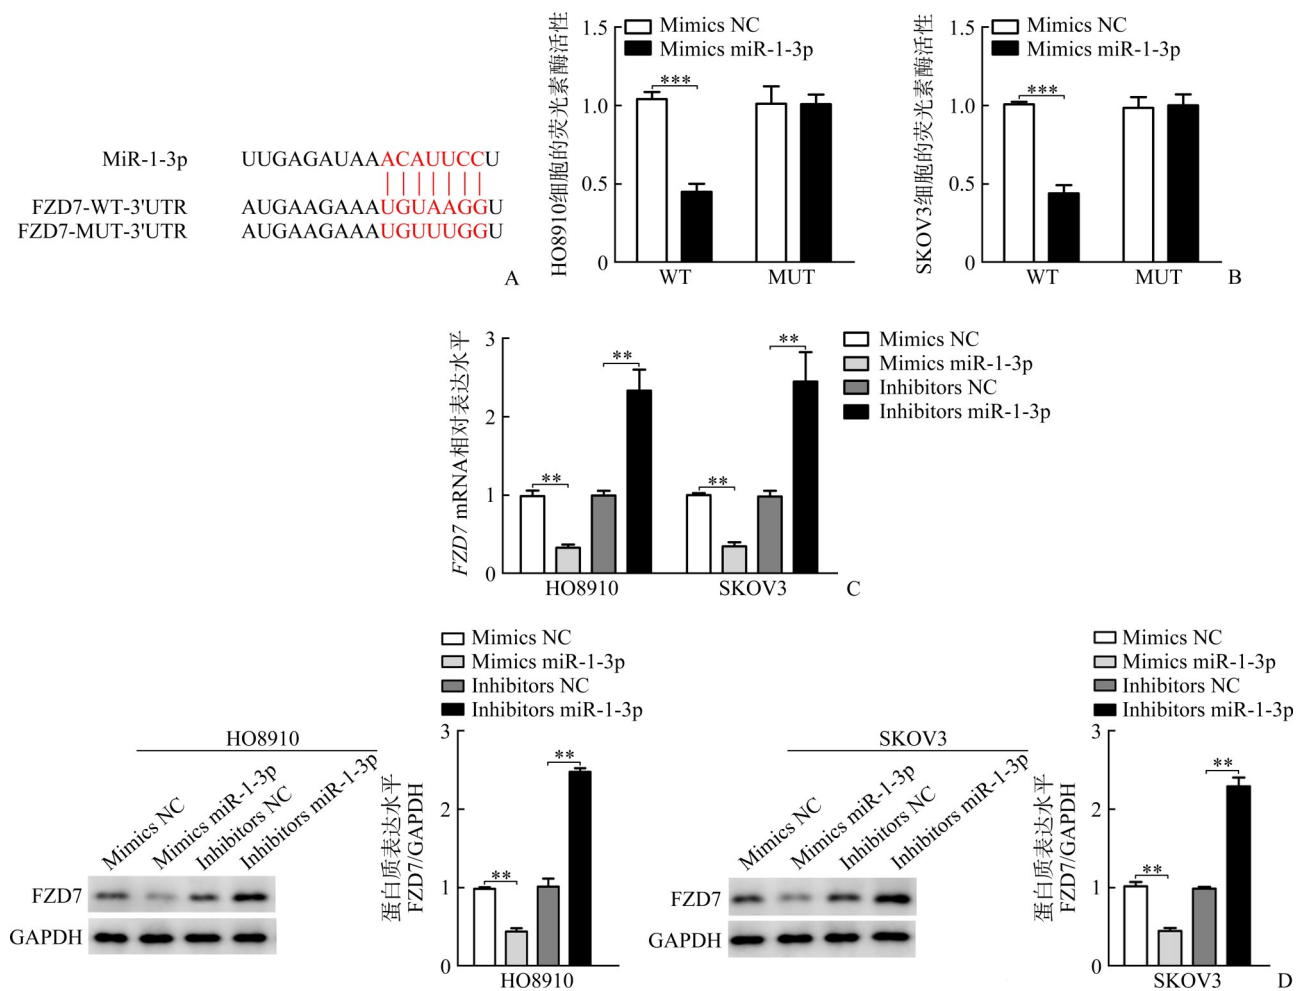 MiR-1-3p UUGAGAUAAACAUUCCU
FZD7-WT-3'UTR AUGAAGAAAUGUAAGGU
FZD7-MUT-3'UTR AUGAAGAAAUGUUUGGU
A
HO8910细胞的荧光素酶活性
1.5
1.0
0.5
0
Mimics NC
Mimics miR-1-3p
***
WT MUT
SKOV3细胞的荧光素酶活性
1.5
1.0
0.5
0
Mimics NC
Mimics miR-1-3p
***
WT MUT
B
FZD7 mRNA相对表达水平
3
2
1
0
** ** ** **
HO8910 SKOV3
Mimics NC
Mimics miR-1-3p
Inhibitors NC
Inhibitors miR-1-3p
C
HO8910
Mimics NC
Mimics miR-1-3p
Inhibitors NC
Inhibitors miR-1-3p
FZD7
GAPDH
Mimics NC
Mimics miR-1-3p
Inhibitors NC
Inhibitors miR-1-3p
蛋白质表达水平
FZD7/GAPDH
3
2
1
0
** **
HO8910
SKOV3
Mimics NC
Mimics miR-1-3p
Inhibitors NC
Inhibitors miR-1-3p
FZD7
GAPDH
Mimics NC
Mimics miR-1-3p
Inhibitors NC
Inhibitors miR-1-3p
蛋白质表达水平
FZD7/GAPDH
3
2
1
0
** **
SKOV3
D